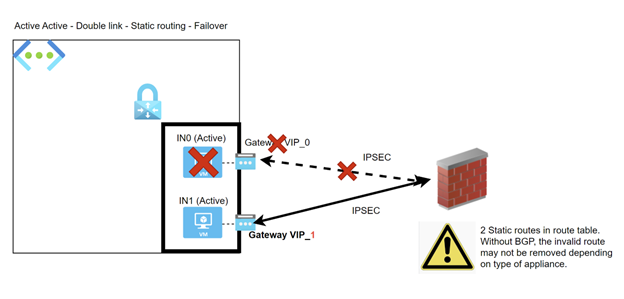 Active Active - Double link - Static routing - Failover
IN0 (Active)
Gateway VIP_0
VM
IPSEC
IN1 (Active)
VM
IPSEC
Gateway VIP_1
2 Static routes in route table.
Without BGP, the invalid route
may not be removed depending
on type of appliance.